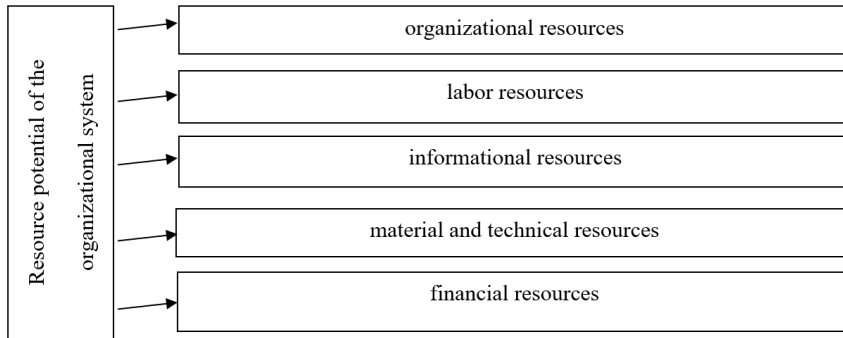 Resource potential of the
organizational system
organizational resources
labor resources
informational resources
material and technical resources
financial resources